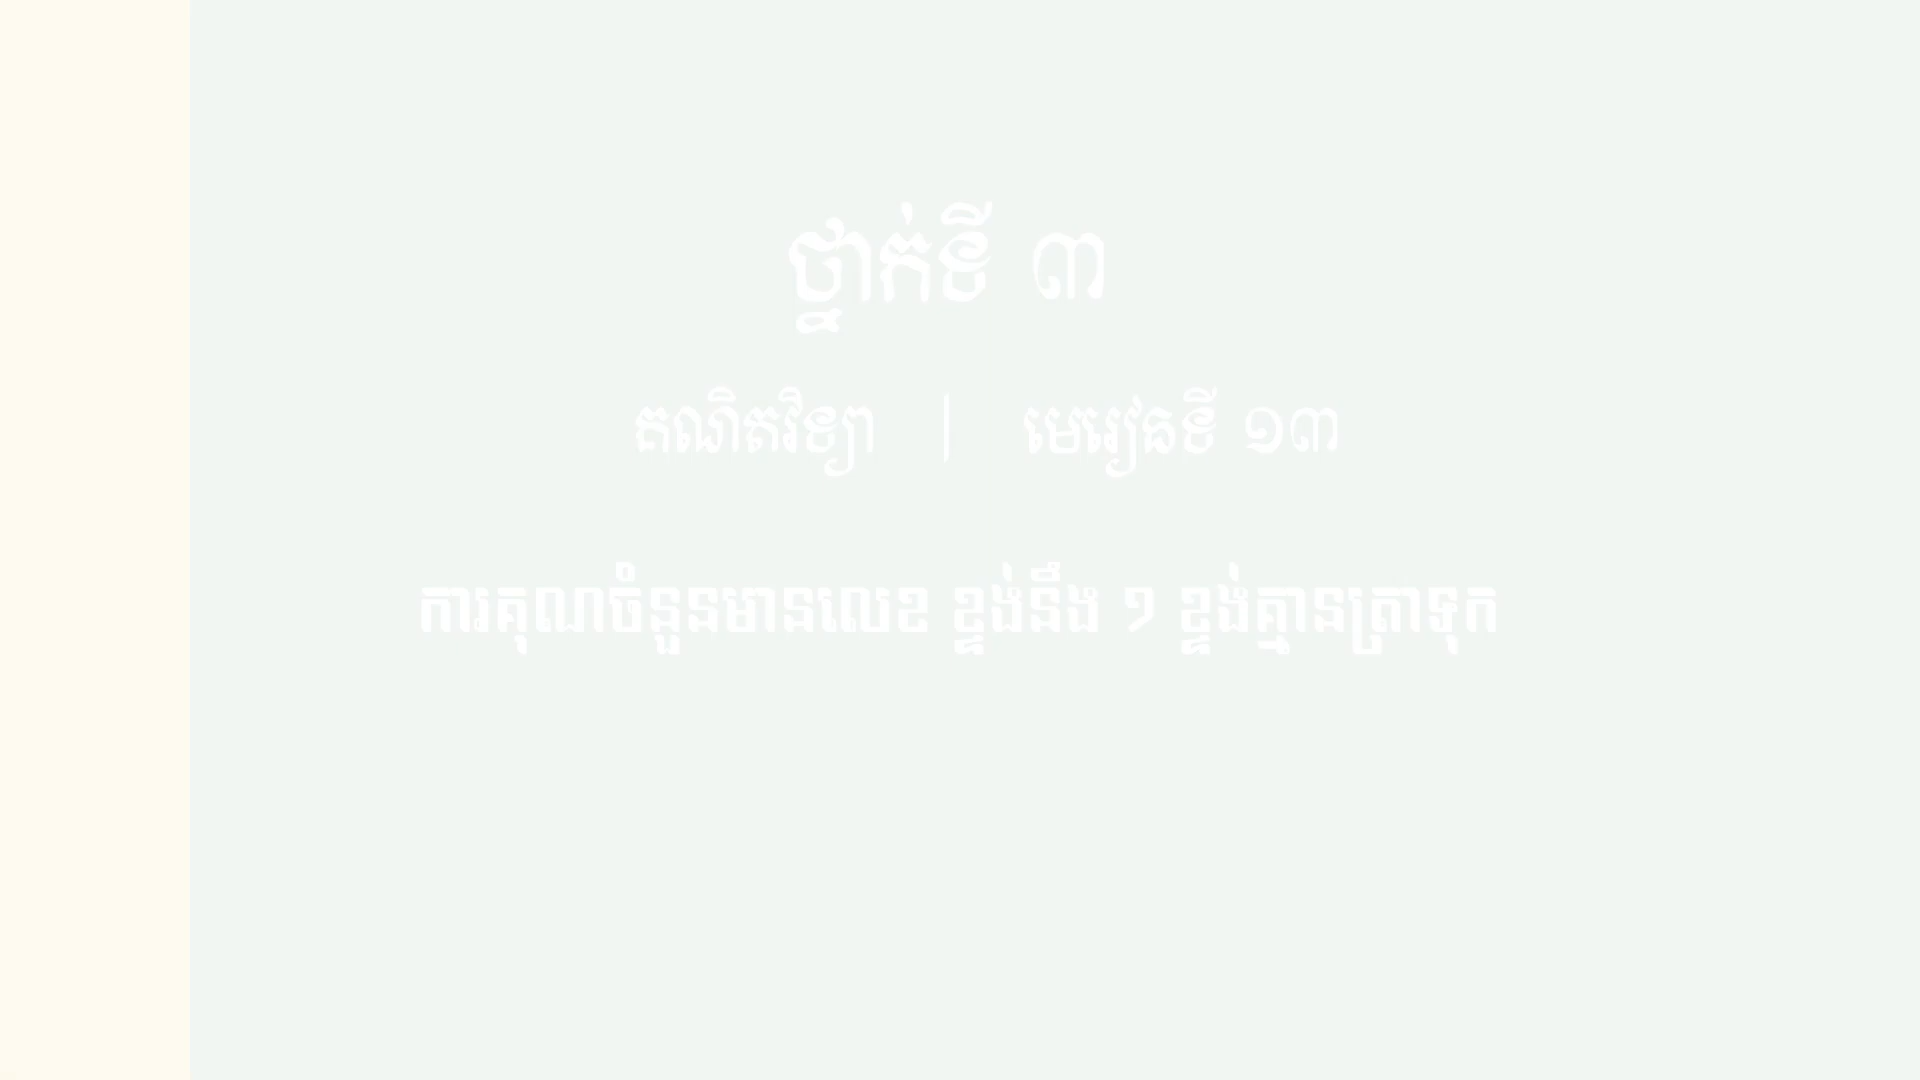 ថ្នាក់ទី ៣
គណិតវិទ្យា | មេរៀនទី ១៣
ការគុណចំនួនមានលេខ ខ្ទង់នឹង ១ ខ្ទង់គ្មានត្រាទុក